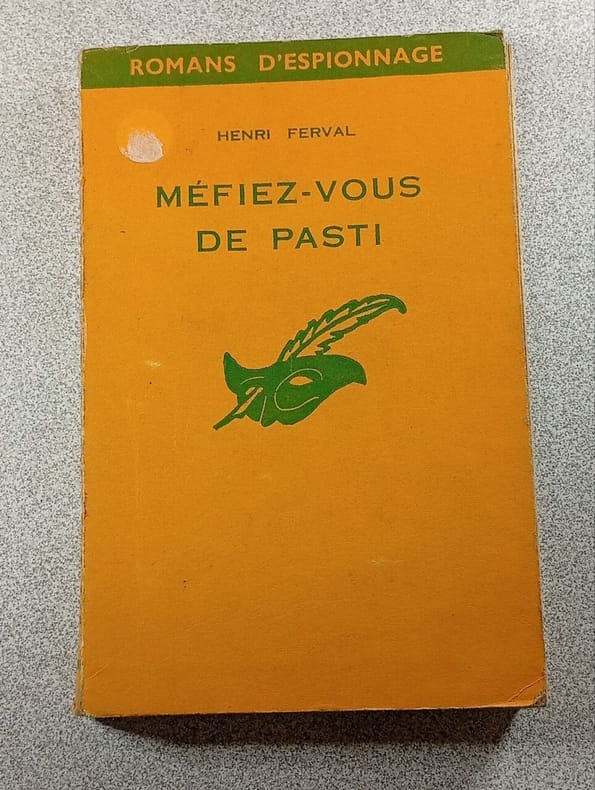 ROMANS D'ESPIONNAGE
HENRI FERVAL
MÉFIEZ-VOUS
DE PASTI